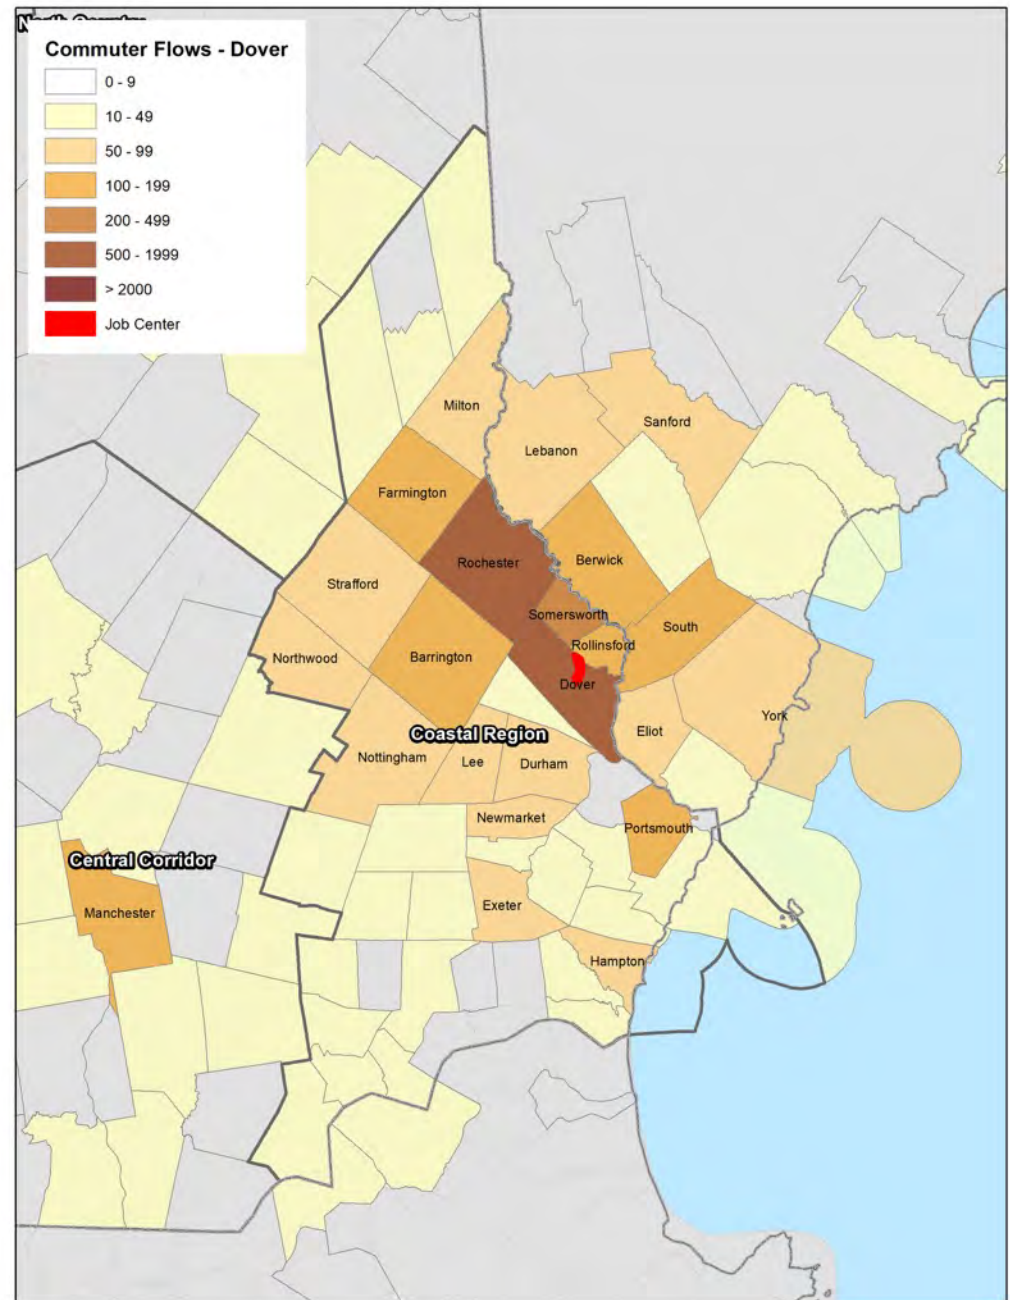 Commuter Flows - Dover
0 - 9
10 - 49
50 - 99
100 - 199
200 - 499
500 - 1999
> 2000
Job Center
Milton
Sanford
Lebanon
Farmington
Rochester
Berwick
Strafford
Somersworth
South
Rollinsford
Northwood
Barrington
Dover
York
Eliot
Coastal Region
Nottingham
Lee
Durham
Newmarket
Portsmouth
Central Corridor
Exeter
Manchester
Hampton